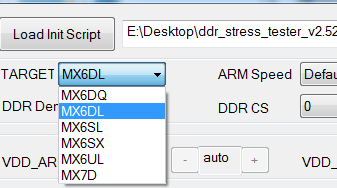 Load Init Script E:\Desktop\ddr_stress_tester_v2.52
TARGET MX6DL ARM Speed Defau
MX6DQ
DDR Den MX6DL DDR CS 0
MX6SL
MX6SX
VDD_AR MX6UL - auto + VDD_
MX7D